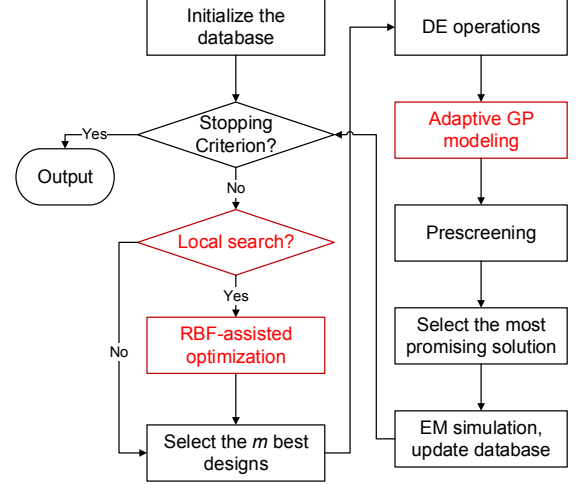 Initialize the
database
Stopping
Criterion?
Yes
Output
No
Local search?
Yes
No
RBF-assisted
optimization
Select the m best
designs
DE operations
Adaptive GP
modeling
Prescreening
Select the most
promising solution
EM simulation,
update database